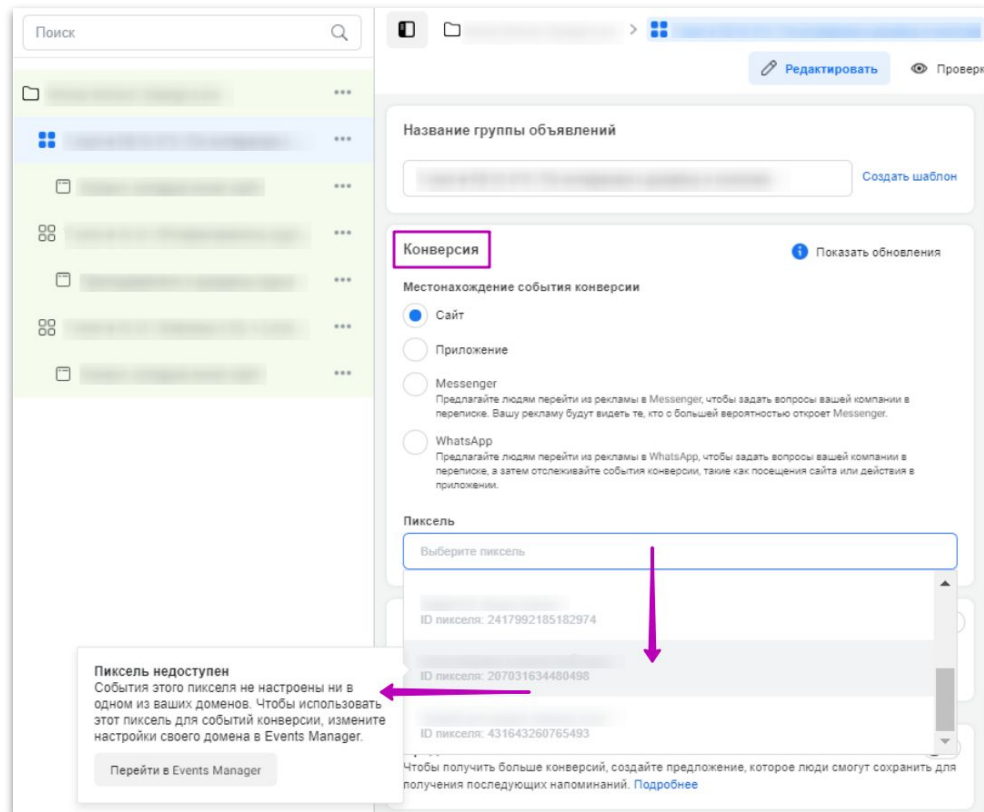 Поиск
Редактировать
Проверк
Название группы объявлений
Создать шаблон
Конверсия
Показать обновления
Местонахождение события конверсии
Сайт
Приложение
Messenger
Предлагайте людям перейти из рекламы в Messenger, чтобы задать вопросы вашей компании в
переписке. Вашу рекламу будут видеть те, кто с большей вероятностью откроет Messenger.
WhatsApp
Предлагайте людям перейти из рекламы в WhatsApp, чтобы задать вопросы вашей компании в
переписке, а затем отслеживайте события конверсии, такие как посещения сайта или действия в
приложении.
Пиксель
Выберите пиксель
ID пикселя: 2417992185182974
ID пикселя: 207031634480498
ID пикселя: 431643260765493
Пиксель недоступен
События этого пикселя не настроены ни в
одном из ваших доменов. Чтобы использовать
этот пиксель для событий конверсии, измените
настройки своего домена в Events Manager.
Перейти в Events Manager
Чтобы получить больше конверсий, создайте предложение, которое люди смогут сохранить для
получения последующих напоминаний. Подробнее